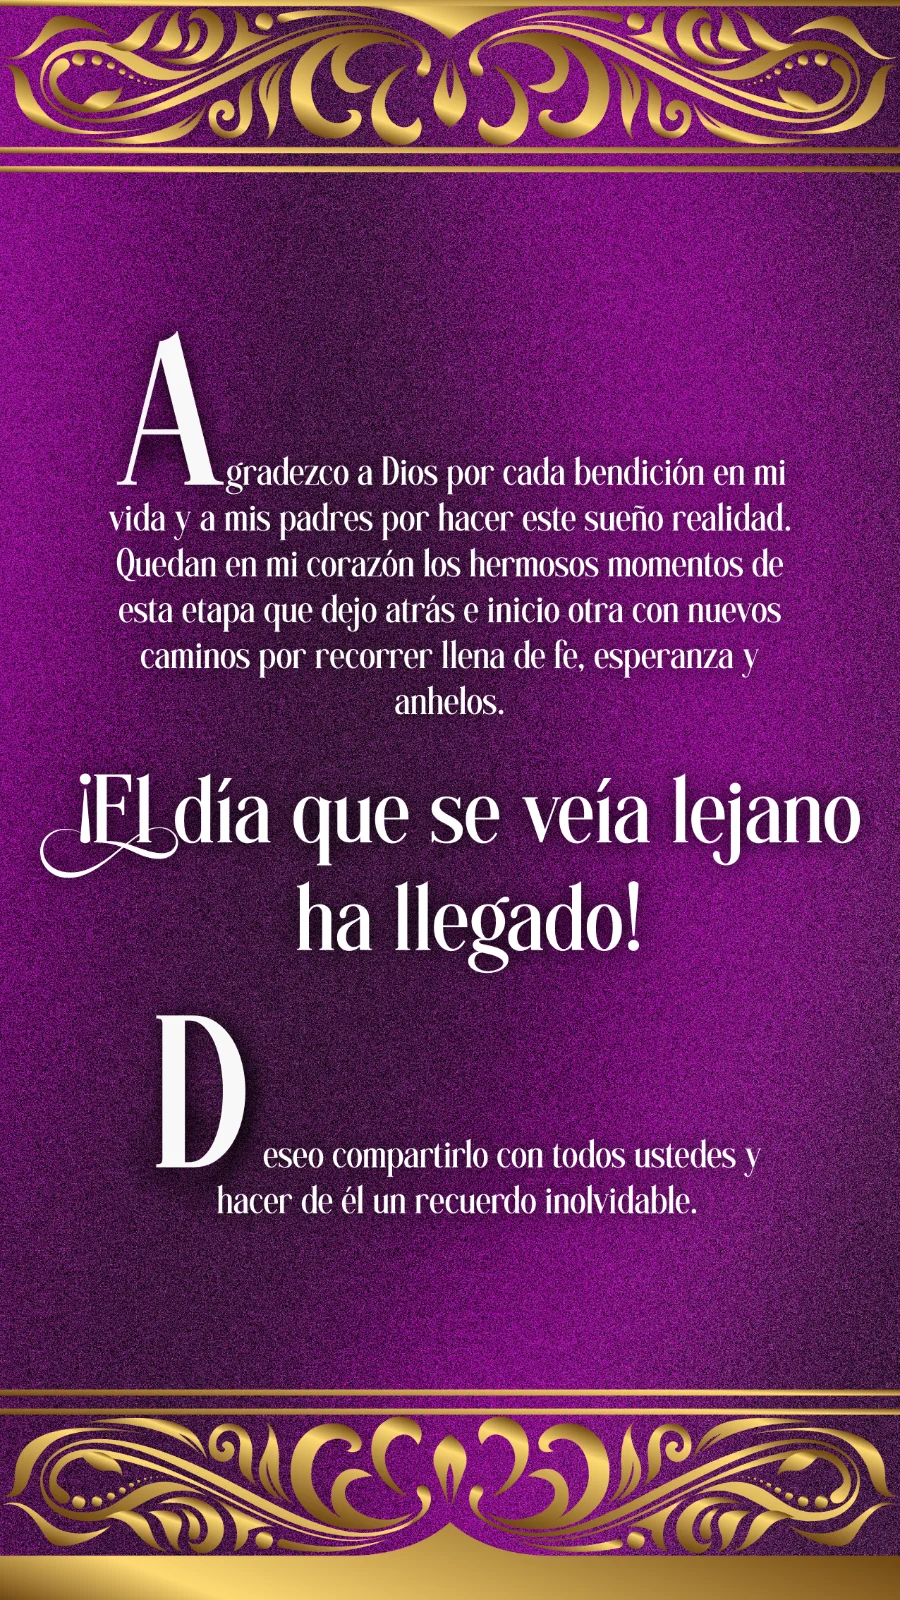 Agradezco a Dios por cada bendición en mi
vida y a mis padres por hacer este sueño realidad.
Quedan en mi corazón los hermosos momentos de
esta etapa que dejo atrás e inicio otra con nuevos
caminos por recorrer llena de fe, esperanza y
anhelos.
¡El día que se veía lejano
ha llegado!
Deseo compartirlo con todos ustedes y
hacer de él un recuerdo inolvidable.